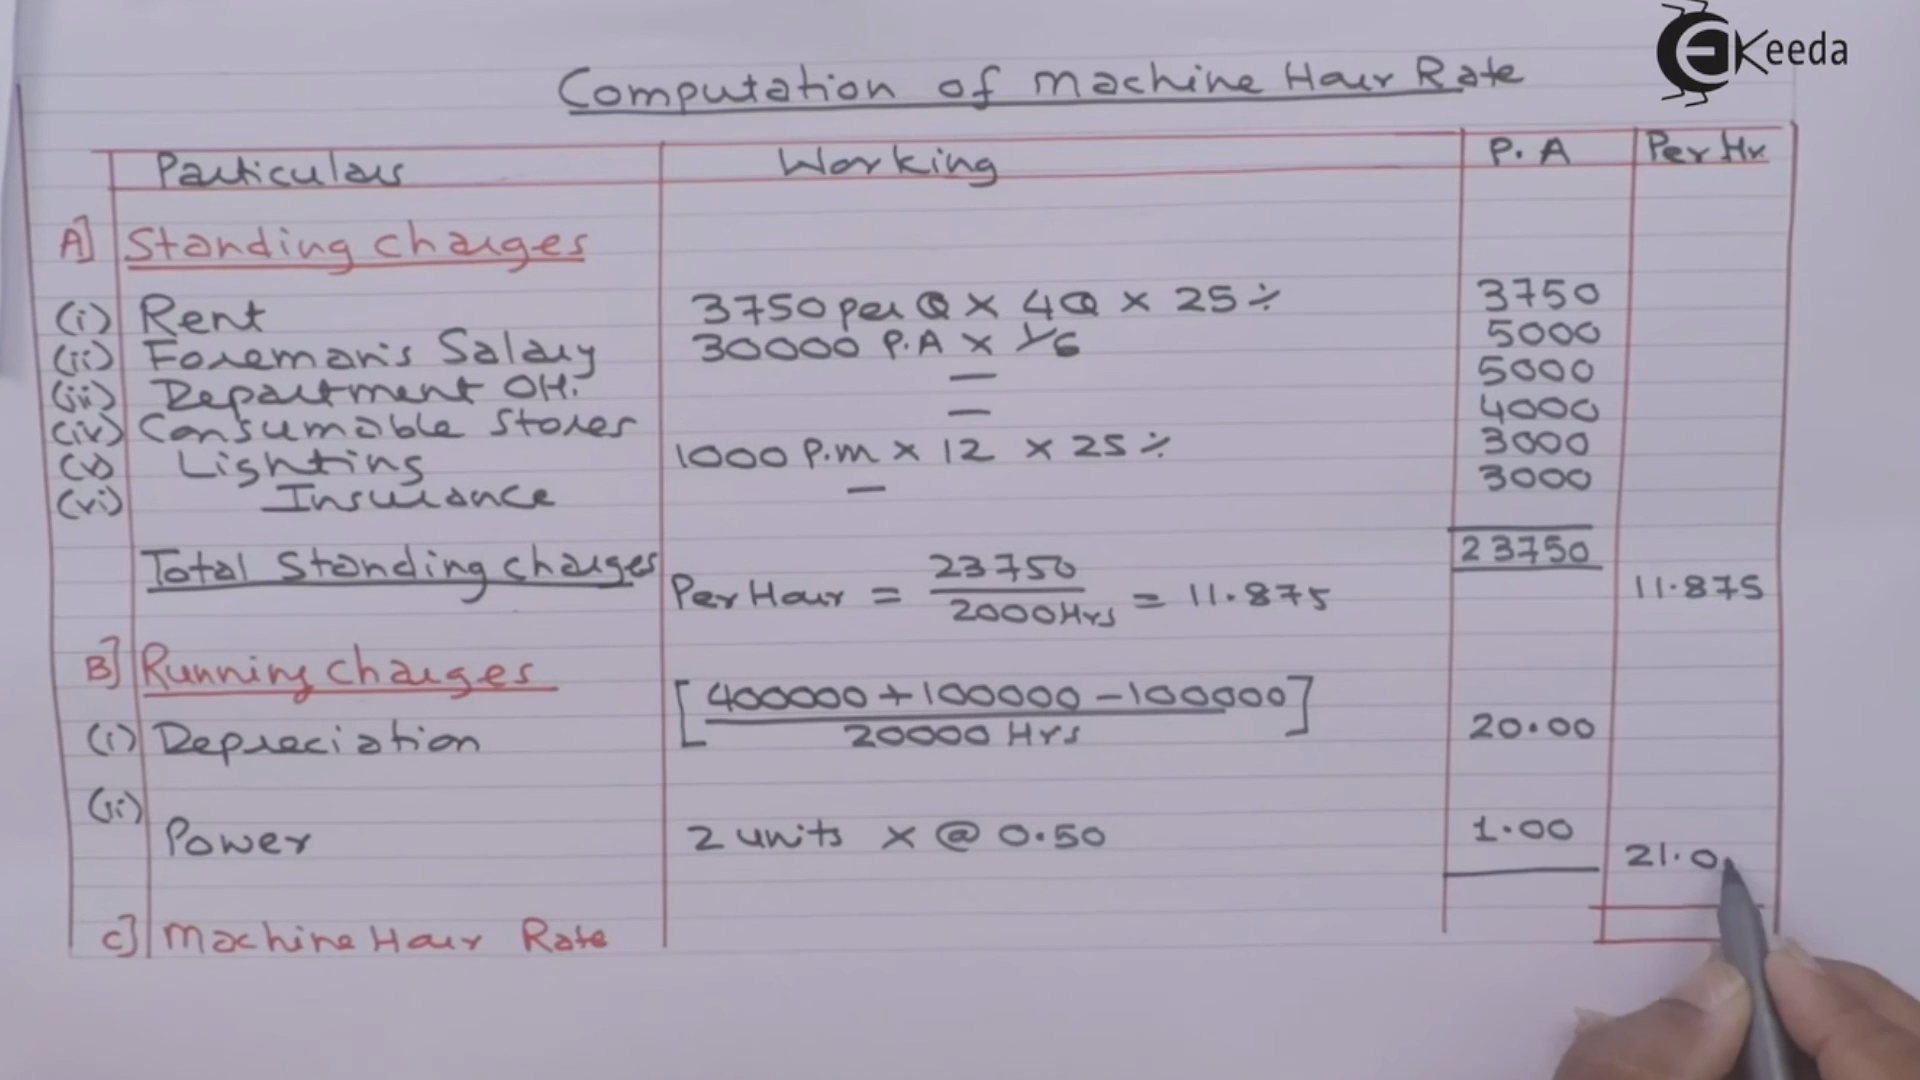 EKeeda
Computation of Machine Hour Rate
Particulars Working P.A Per Hr
A] Standing charges
(i) Rent 3750 per Q X 4Q X 25 % 3750
(ii) Foreman's Salary 30000 P.A X 1/6 5000
(iii) Department OH. — 5000
(iv) Consumable Stores — 4000
(v) Lighting 1000 P.m X 12 X 25 % 3000
(vi) Insurance — 3000
Total Standing charges 23750
Per Hour = 23750 / 2000 Hrs = 11.875 11.875
B] Running charges
(i) Depreciation [400000 + 100000 - 100000 / 20000 Hrs] 20.00
(ii) Power 2 units X @ 0.50 1.00
21.0
C] Machine Hour Rate